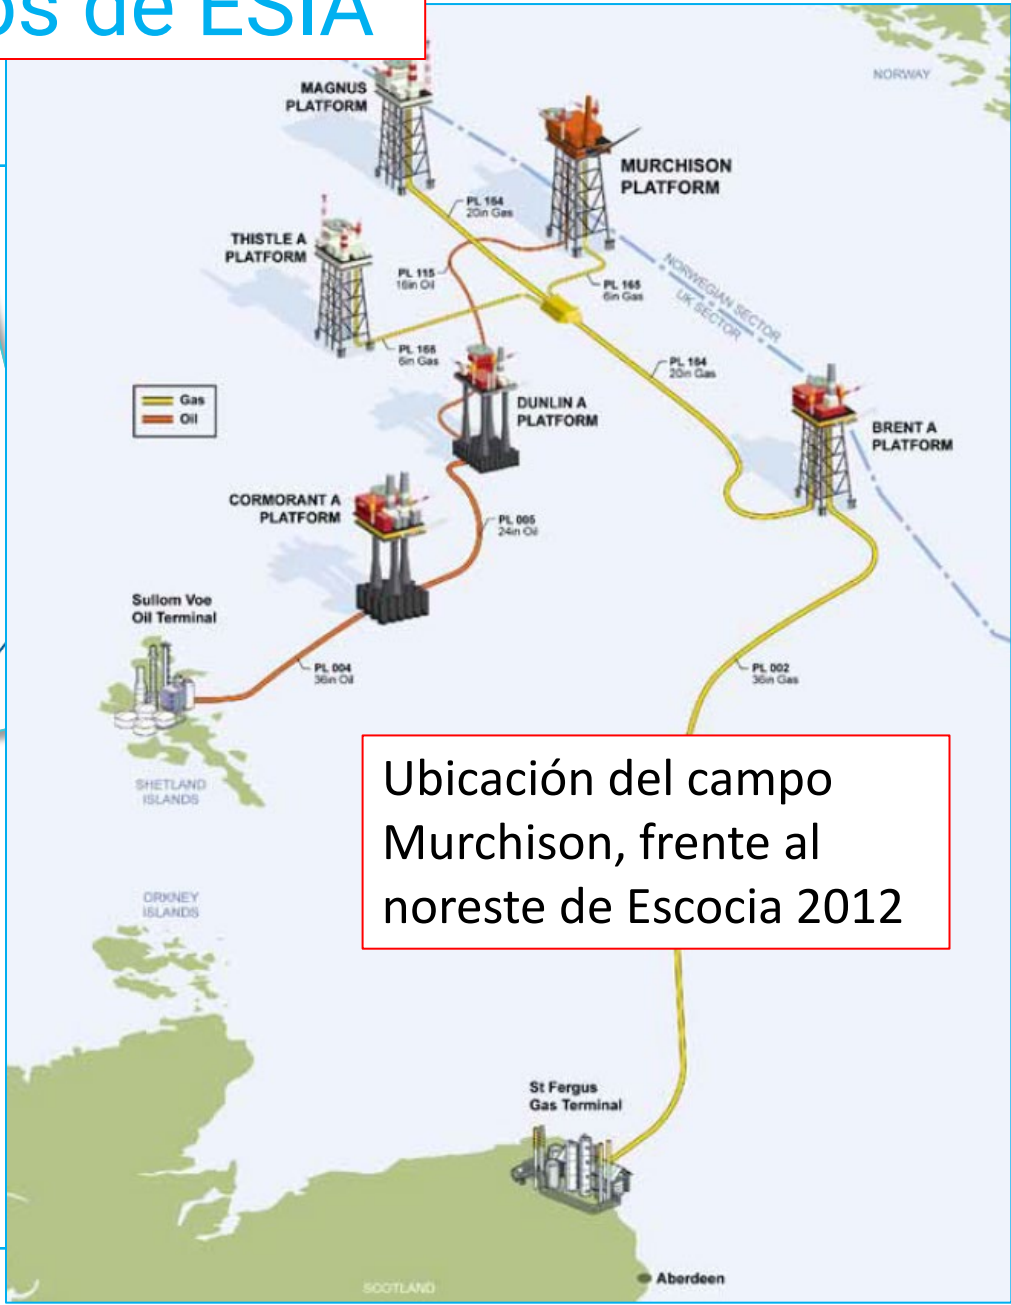 os de ESIA
NORWAY
MAGNUS
PLATFORM
MURCHISON
PLATFORM
PL 164
20in Gas
THISTLE A
PLATFORM
PL 115
16in Oil
PL 165
6in Gas
NORWEGIAN SECTOR
UK SECTOR
PL 166
6in Gas
PL 164
20in Gas
Gas
Oil
DUNLIN A
PLATFORM
BRENT A
PLATFORM
CORMORANT A
PLATFORM
PL 005
24in Oil
Sullom Voe
Oil Terminal
PL 004
36in Oil
PL 002
36in Gas
SHETLAND
ISLANDS
Ubicación del campo
Murchison, frente al
noreste de Escocia 2012
ORKNEY
ISLANDS
St Fergus
Gas Terminal
Aberdeen
SCOTLAND